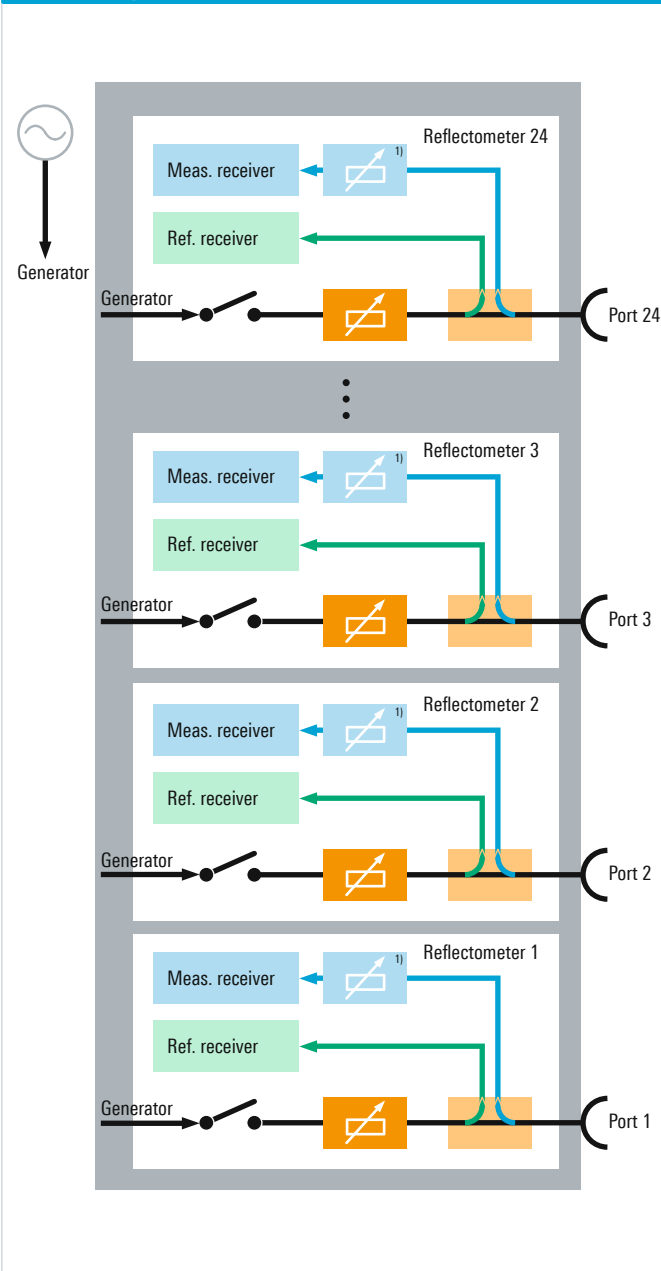 Reflectometer 24
Meas. receiver
1)
Ref. receiver
Generator
Generator
Port 24
Reflectometer 3
Meas. receiver
1)
Ref. receiver
Generator
Port 3
Reflectometer 2
Meas. receiver
1)
Ref. receiver
Generator
Port 2
Reflectometer 1
Meas. receiver
1)
Ref. receiver
Generator
Port 1